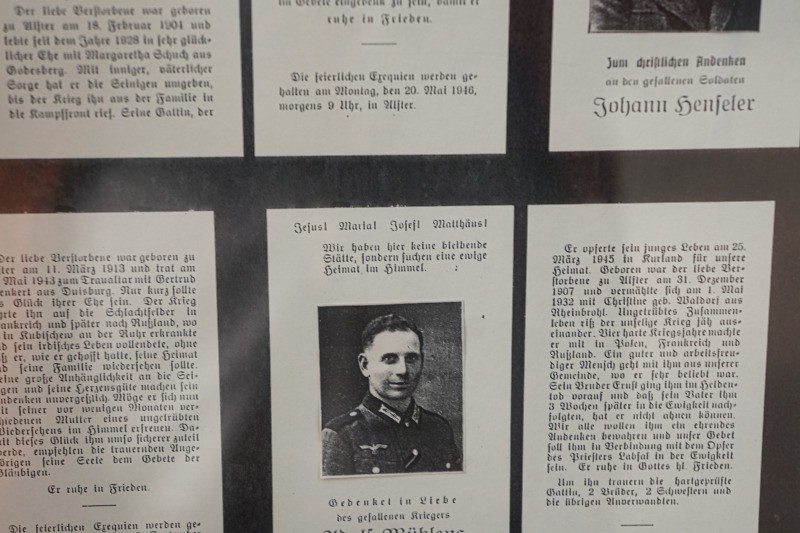 Der liebe Verstorbene war geboren
zu Alfter am 18. Februar 1904 und
lebte seit dem Jahre 1928 in sehr glück-
licher Ehe mit Margaretha Schuch aus
Godesberg. Mit inniger, väterlicher
Sorge hat er die Seinigen umgeben,
bis der Krieg ihn aus der Familie in
die Kampffront rief. Seine Gattin, der
im Gebete eingedenk zu sein, damit er
ruhe in Frieden.
Die feierlichen Exequien werden ge-
halten am Montag, den 20. Mai 1946,
morgens 9 Uhr, in Alfter.
Zum christlichen Andenken
an den gefallenen Soldaten
Johann Henseler
Der liebe Verstorbene war geboren zu
am 11. März 1913 und trat am
Mai 1943 zum Traualtar mit Gertrud
aus Duisburg. Nur kurz sollte
Glück ihrer Ehe sein. Der Krieg
ihn auf die Schlachtfelder in
und später nach Rußland, wo
in Kubischew an der Ruhr erkrankte
sein irdisches Leben vollendete, ohne
er, wie er gehofft hatte, seine Heimat
seine Familie wiedersehen sollte.
große Anhänglichkeit an die Sei-
und seine Herzensgüte machen sein
unvergeßlich. Möge er sich nun
seiner vor wenigen Monaten ver-
Mutter eines ungetrübten
im Himmel erfreuen. Da-
dieses Glück ihm umso sicherer zuteil
empfehlen die trauernden Ange-
seine Seele dem Gebete der
Gläubigen.
Er ruhe in Frieden.
Die feierlichen Exequien werden ge-
Jesus! Maria! Josef! Matthäus!
Wir haben hier keine bleibende
Stätte, sondern suchen eine ewige
Heimat im Himmel.
Gedenket in Liebe
des gefallenen Kriegers
Er opferte sein junges Leben am 25.
März 1945 in Kurland für unsere
Heimat. Geboren war der liebe Ver-
storbene zu Alfter am 31. Dezember
1907 und vermählte sich am 1. Mai
1932 mit Christine geb. Waldorf aus
Rheinbrohl. Ungetrübtes Zusammen-
leben riß der unselige Krieg jäh aus-
einander. Vier harte Kriegsjahre machte
er mit in Polen, Frankreich und
Rußland. Ein guter und arbeitsfreu-
diger Mensch geht mit ihm aus unserer
Gemeinde, wo er sehr beliebt war.
Sein Bruder Ernst ging ihm im Helden-
tod vorauf und daß sein Vater ihm
3 Wochen später in die Ewigkeit nach-
folgten, hat er nicht ahnen können.
Wir alle wollen ihm ein ehrendes
Andenken bewahren und unser Gebet
soll ihm in Verbindung mit dem Opfer
des Priesters Labsal in der Ewigkeit
sein. Er ruhe in Gottes hl. Frieden.
Um ihn trauern die hartgeprüfte
Gattin, 2 Brüder, 2 Schwestern und
die übrigen Anverwandten.